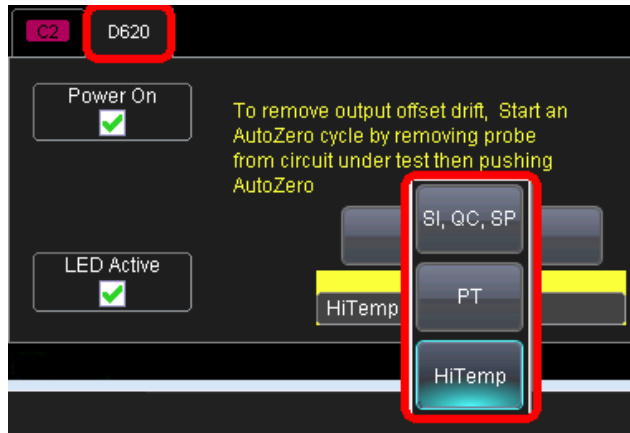 C2
D620
Power On
To remove output offset drift, Start an
AutoZero cycle by removing probe
from circuit under test then pushing
AutoZero
SI, QC, SP
LED Active
PT
HiTemp
HiTemp